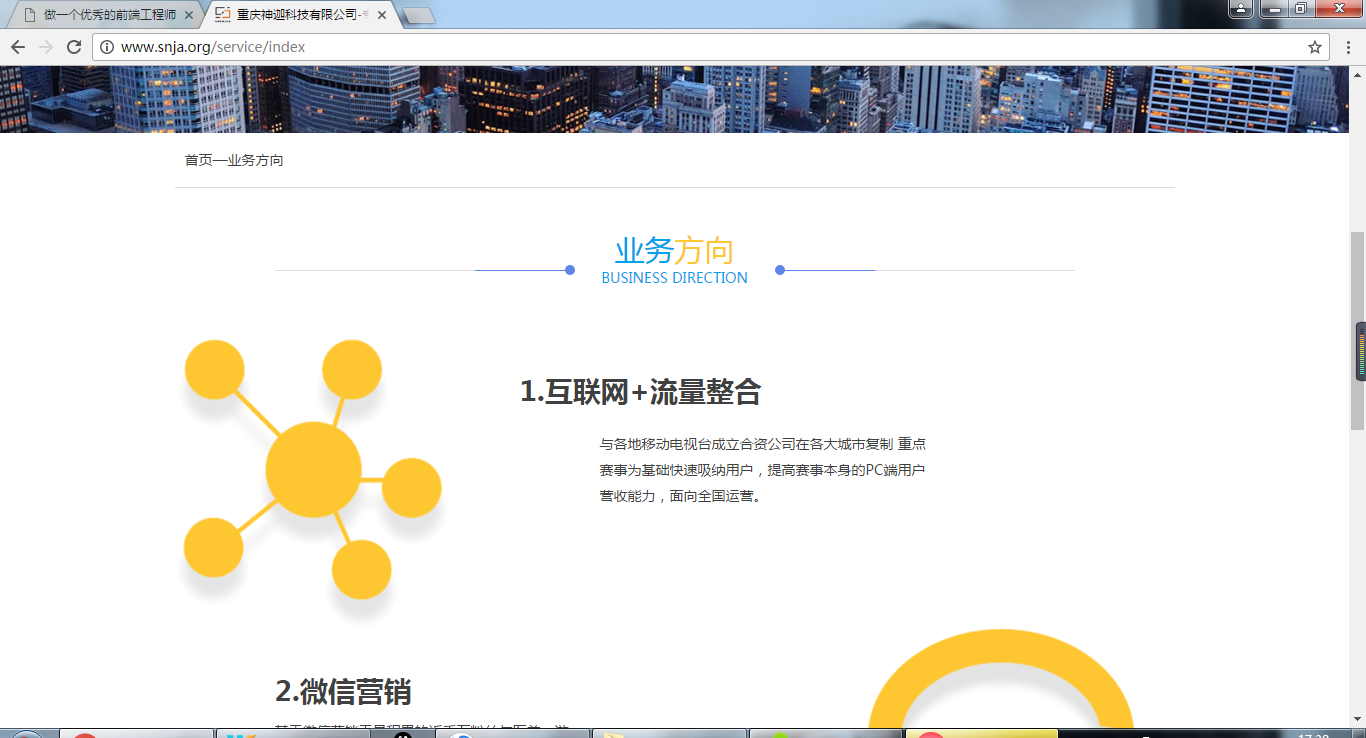 做一个优秀的前端工程师
重庆神迦科技有限公司-
www.snja.org/service/index
首页—业务方向
业务方向
BUSINESS DIRECTION
1.互联网+流量整合
与各地移动电视台成立合资公司在各大城市复制 重点
赛事为基础快速吸纳用户，提高赛事本身的PC端用户
营收能力，面向全国运营。
2.微信营销